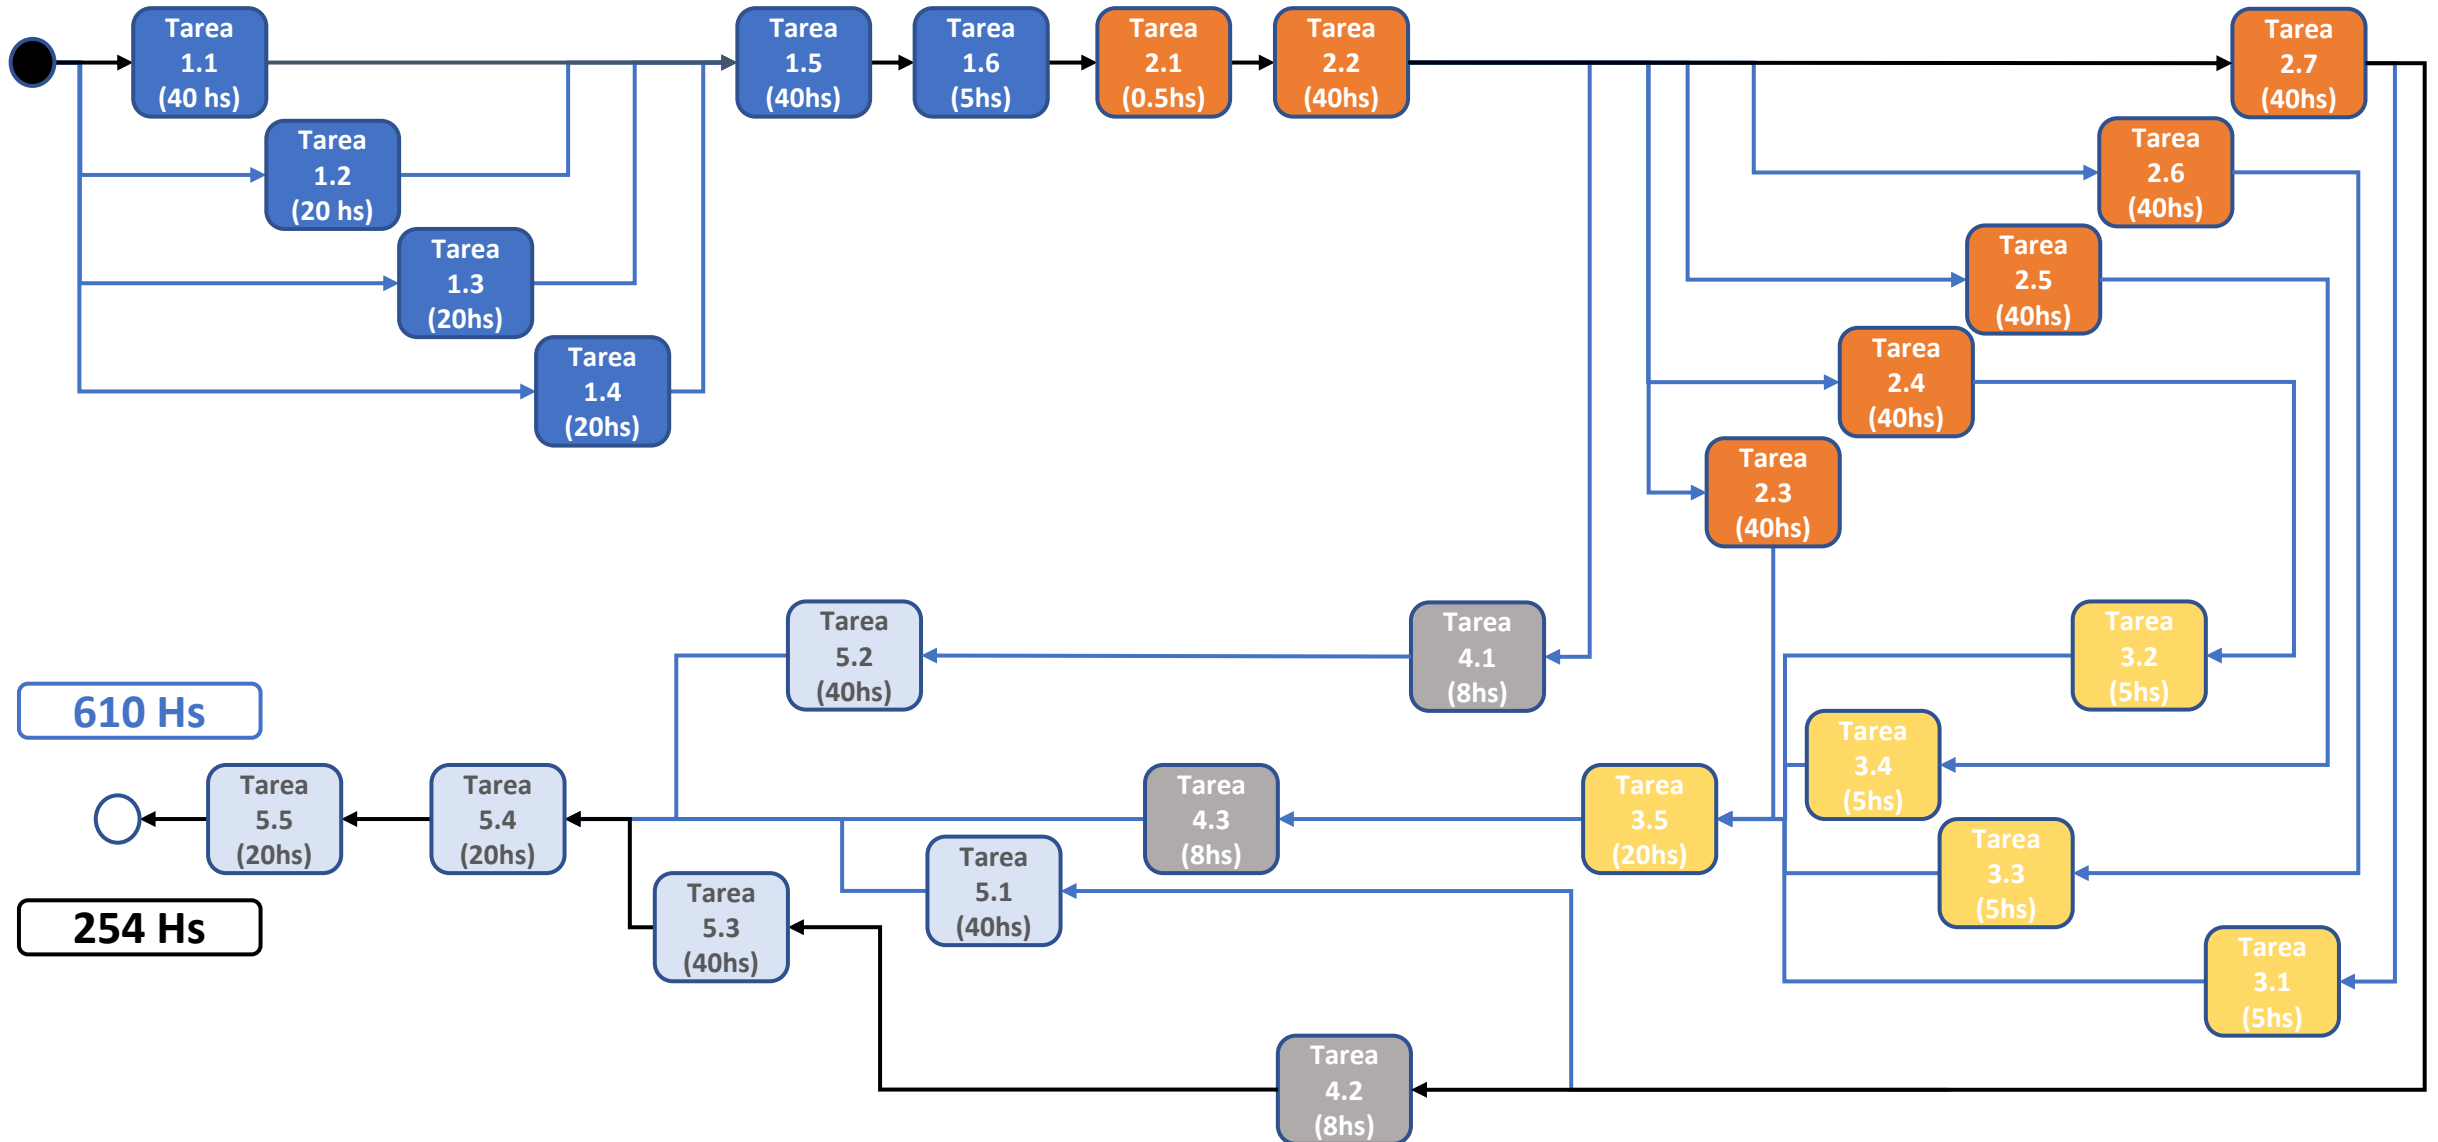 Tarea
1.1
(40 hs)
Tarea
1.2
(20 hs)
Tarea
1.3
(20hs)
Tarea
1.4
(20hs)
Tarea
1.5
(40hs)
Tarea
1.6
(5hs)
Tarea
2.1
(0.5hs)
Tarea
2.2
(40hs)
Tarea
2.7
(40hs)
Tarea
2.6
(40hs)
Tarea
2.5
(40hs)
Tarea
2.4
(40hs)
Tarea
2.3
(40hs)
Tarea
5.2
(40hs)
Tarea
4.1
(8hs)
Tarea
3.2
(5hs)
610 Hs
Tarea
3.4
(5hs)
Tarea
5.5
(20hs)
Tarea
5.4
(20hs)
Tarea
4.3
(8hs)
Tarea
3.5
(20hs)
Tarea
3.3
(5hs)
Tarea
5.1
(40hs)
254 Hs
Tarea
5.3
(40hs)
Tarea
3.1
(5hs)
Tarea
4.2
(8hs)